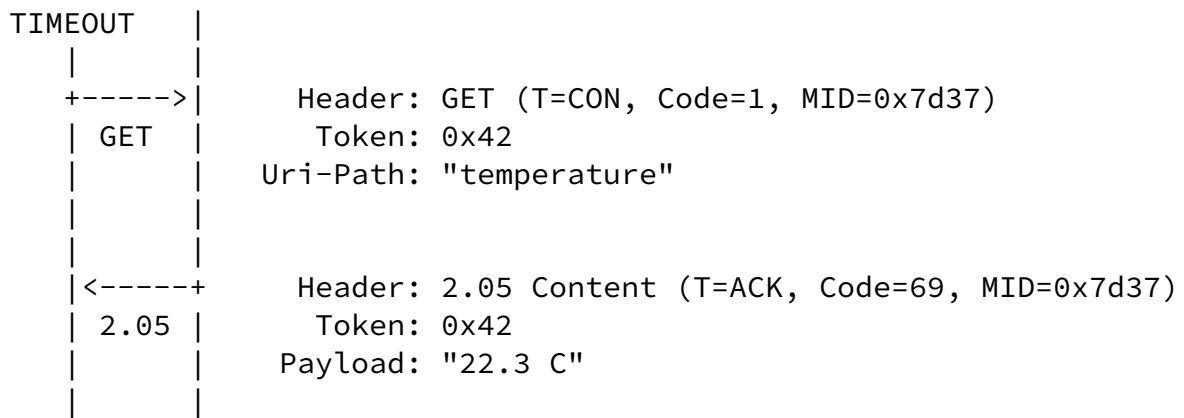 TIMEOUT   |
   |      |
   +----->|     Header: GET (T=CON, Code=1, MID=0x7d37)
   | GET  |      Token: 0x42
   |      |   Uri-Path: "temperature"
   |      |
   |      |
   |<-----+     Header: 2.05 Content (T=ACK, Code=69, MID=0x7d37)
   | 2.05 |      Token: 0x42
   |      |    Payload: "22.3 C"
   |      |